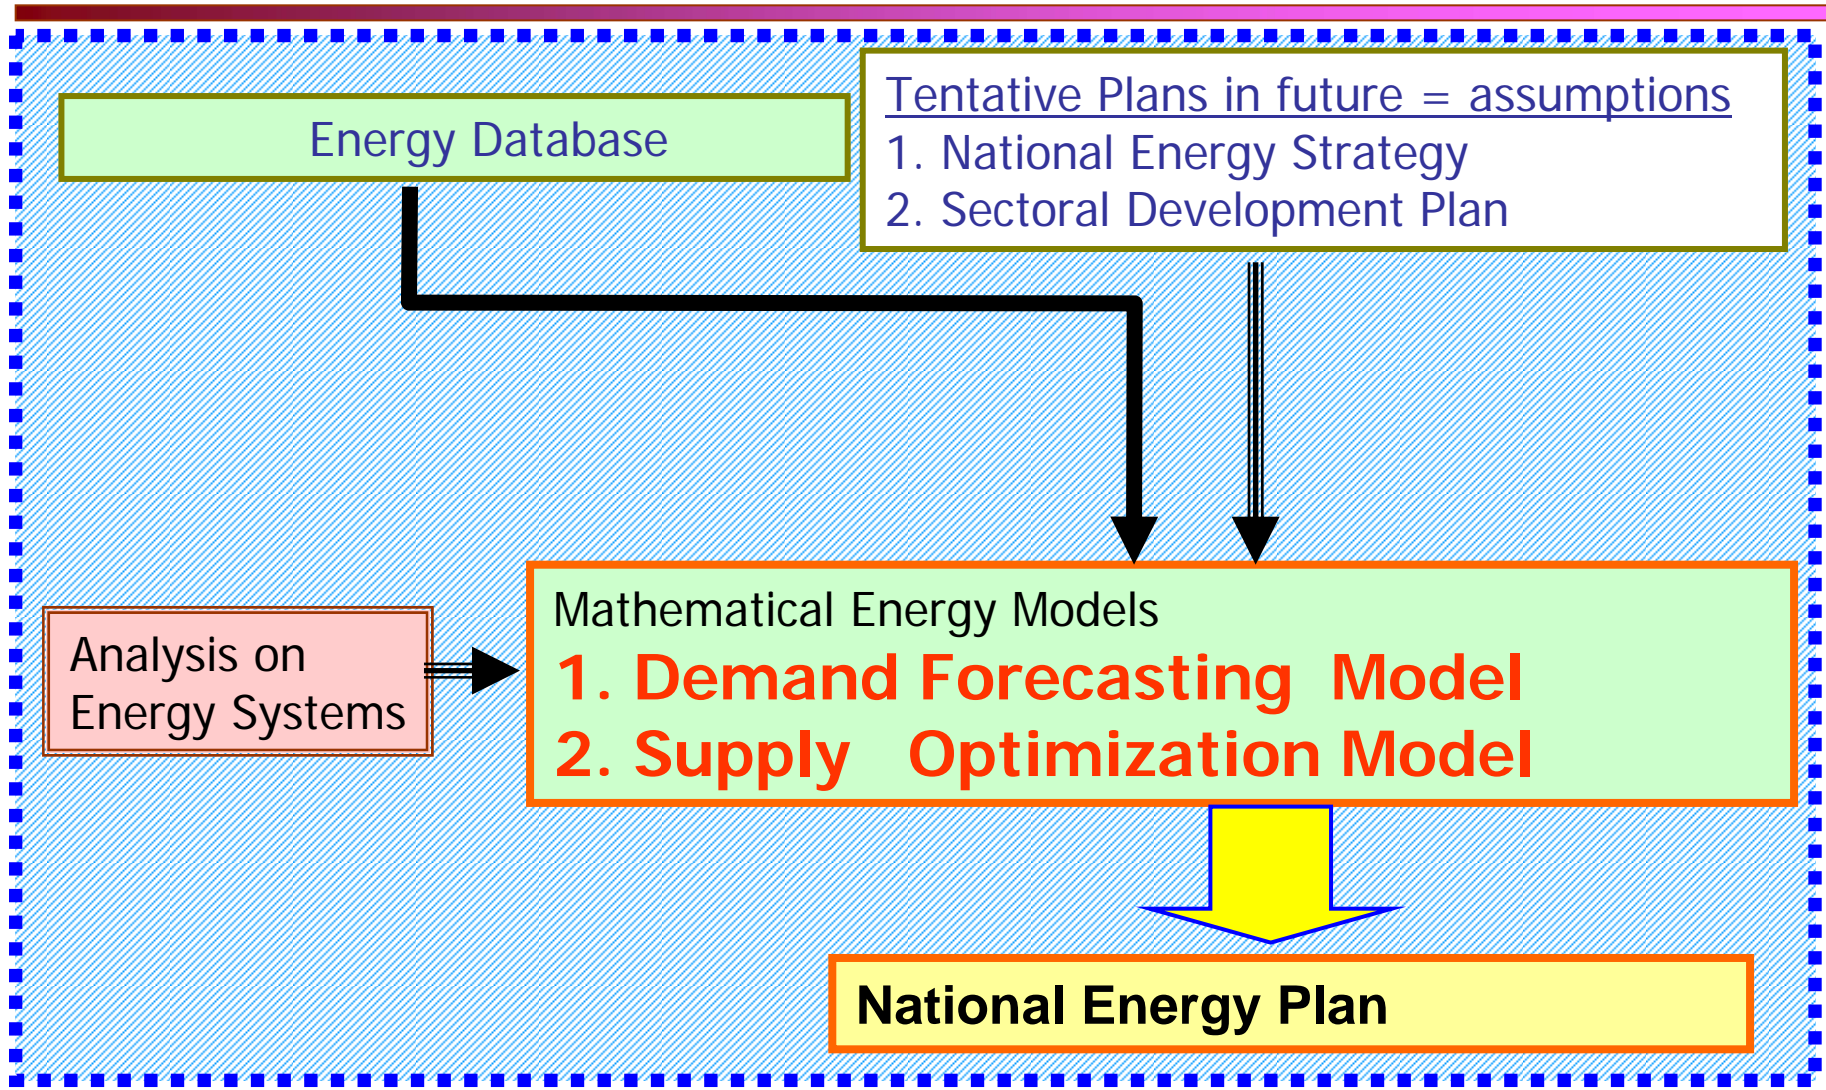 Energy Database
Tentative Plans in future = assumptions
1. National Energy Strategy
2. Sectoral Development Plan
Analysis on
Energy Systems
Mathematical Energy Models
1. Demand Forecasting Model
2. Supply Optimization Model
National Energy Plan